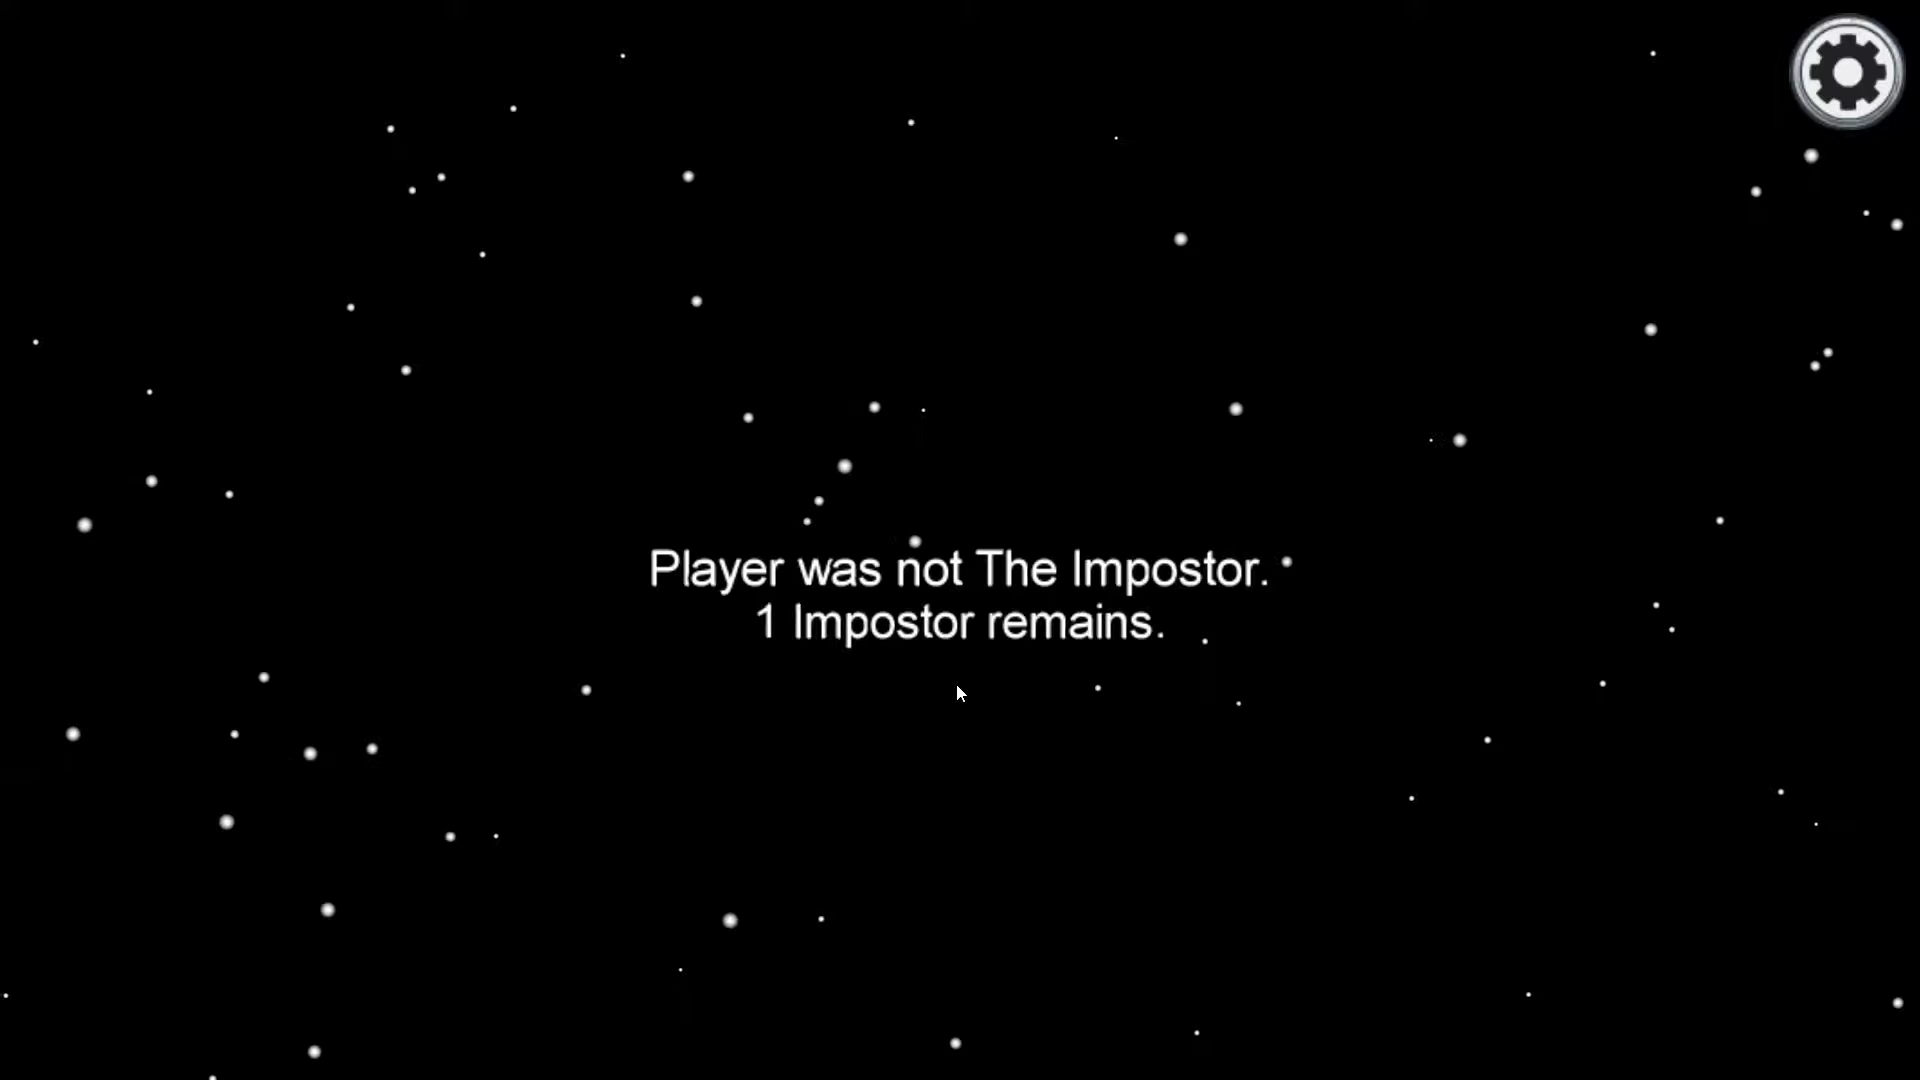 Player was not The Impostor.
1 Impostor remains.